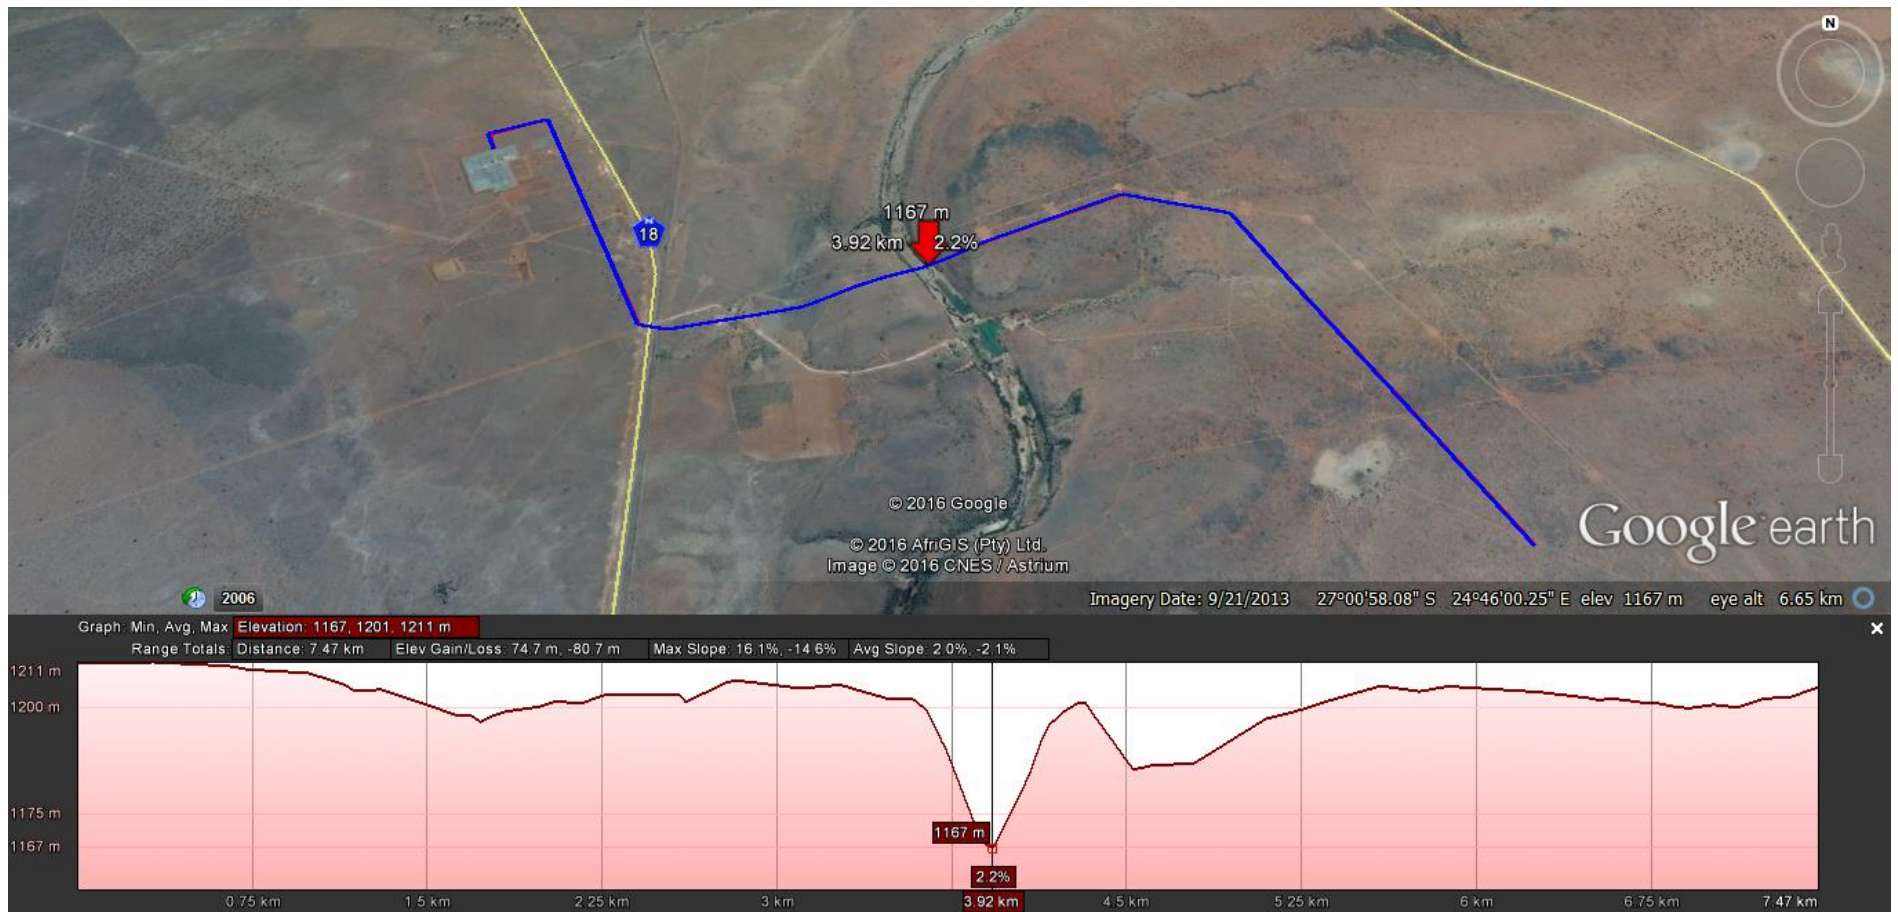 N
N
18
1167 m
3.92 km 2.2%
© 2016 Google
Google earth
© 2016 AfriGIS (Pty) Ltd.
Image © 2016 CNES / Astrium
2006
Imagery Date: 9/21/2013 27°00'58.08" S 24°46'00.25" E elev 1167 m eye alt 6.65 km
Graph: Min, Avg, Max Elevation: 1167, 1201, 1211 m
Range Totals: Distance: 7.47 km Elev Gain/Loss: 74.7 m, -80.7 m Max Slope: 16.1%, -14.6% Avg Slope: 2.0%, -2.1%
1211 m
1200 m
1175 m
1167 m
1167 m
2.2%
0.75 km 1.5 km 2.25 km 3 km 3.92 km 4.5 km 5.25 km 6 km 6.75 km 7.47 km